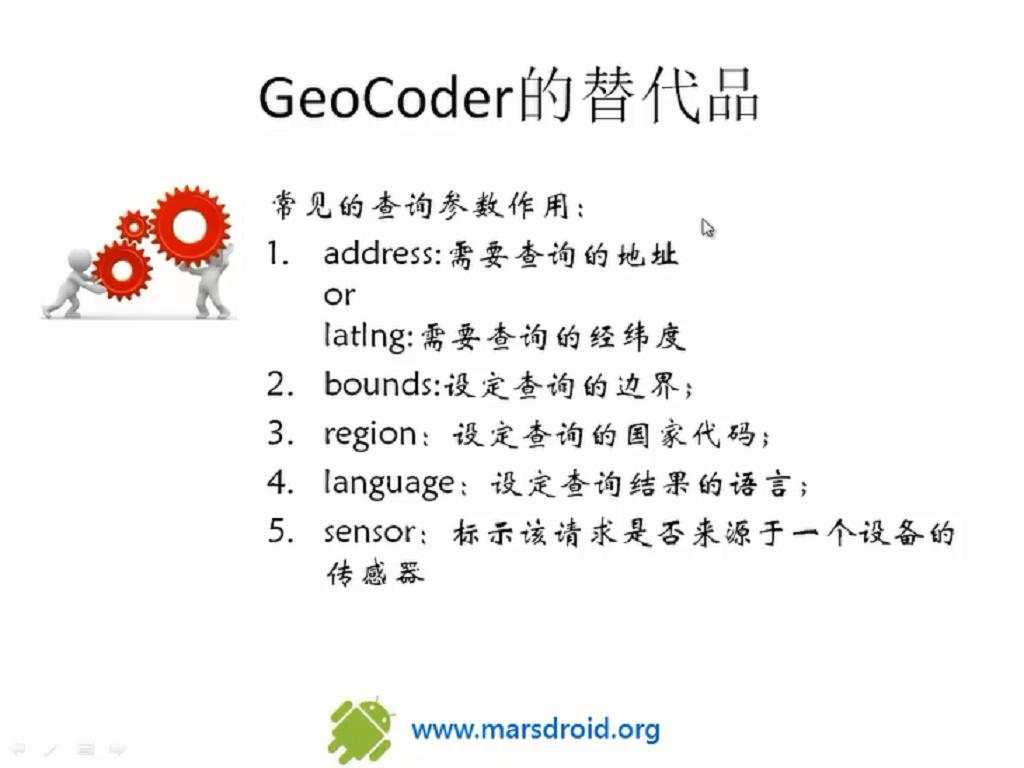 GeoCoder的替代品
常见的查询参数作用：
1. address:需要查询的地址
or
latlng:需要查询的经纬度
2. bounds:设定查询的边界；
3. region：设定查询的国家代码；
4. language：设定查询结果的语言；
5. sensor：标示该请求是否来源于一个设备的
传感器
www.marsdroid.org